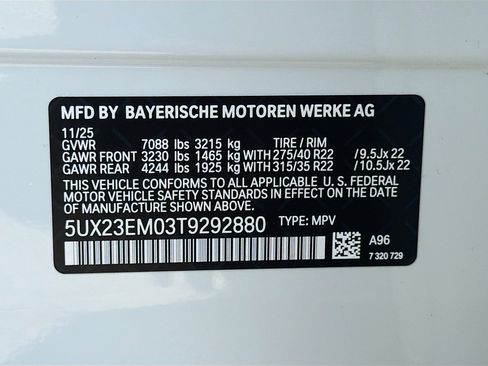 MFD BY BAYERISCHE MOTOREN WERKE AG
11/25
GVWR 7088 lbs 3215 kg TIRE / RIM
GAWR FRONT 3230 lbs 1465 kg WITH 275/40 R22 /9.5Jx 22
GAWR REAR 4244 lbs 1925 kg WITH 315/35 R22 /10.5Jx 22
THIS VEHICLE CONFORMS TO ALL APPLICABLE U. S. FEDERAL
MOTOR VEHICLE SAFETY STANDARDS IN EFFECT ON THE
DATE OF MANUFACTURE SHOWN ABOVE.
5UX23EM03T9292880 TYPE: MPV
A96
7 320 729